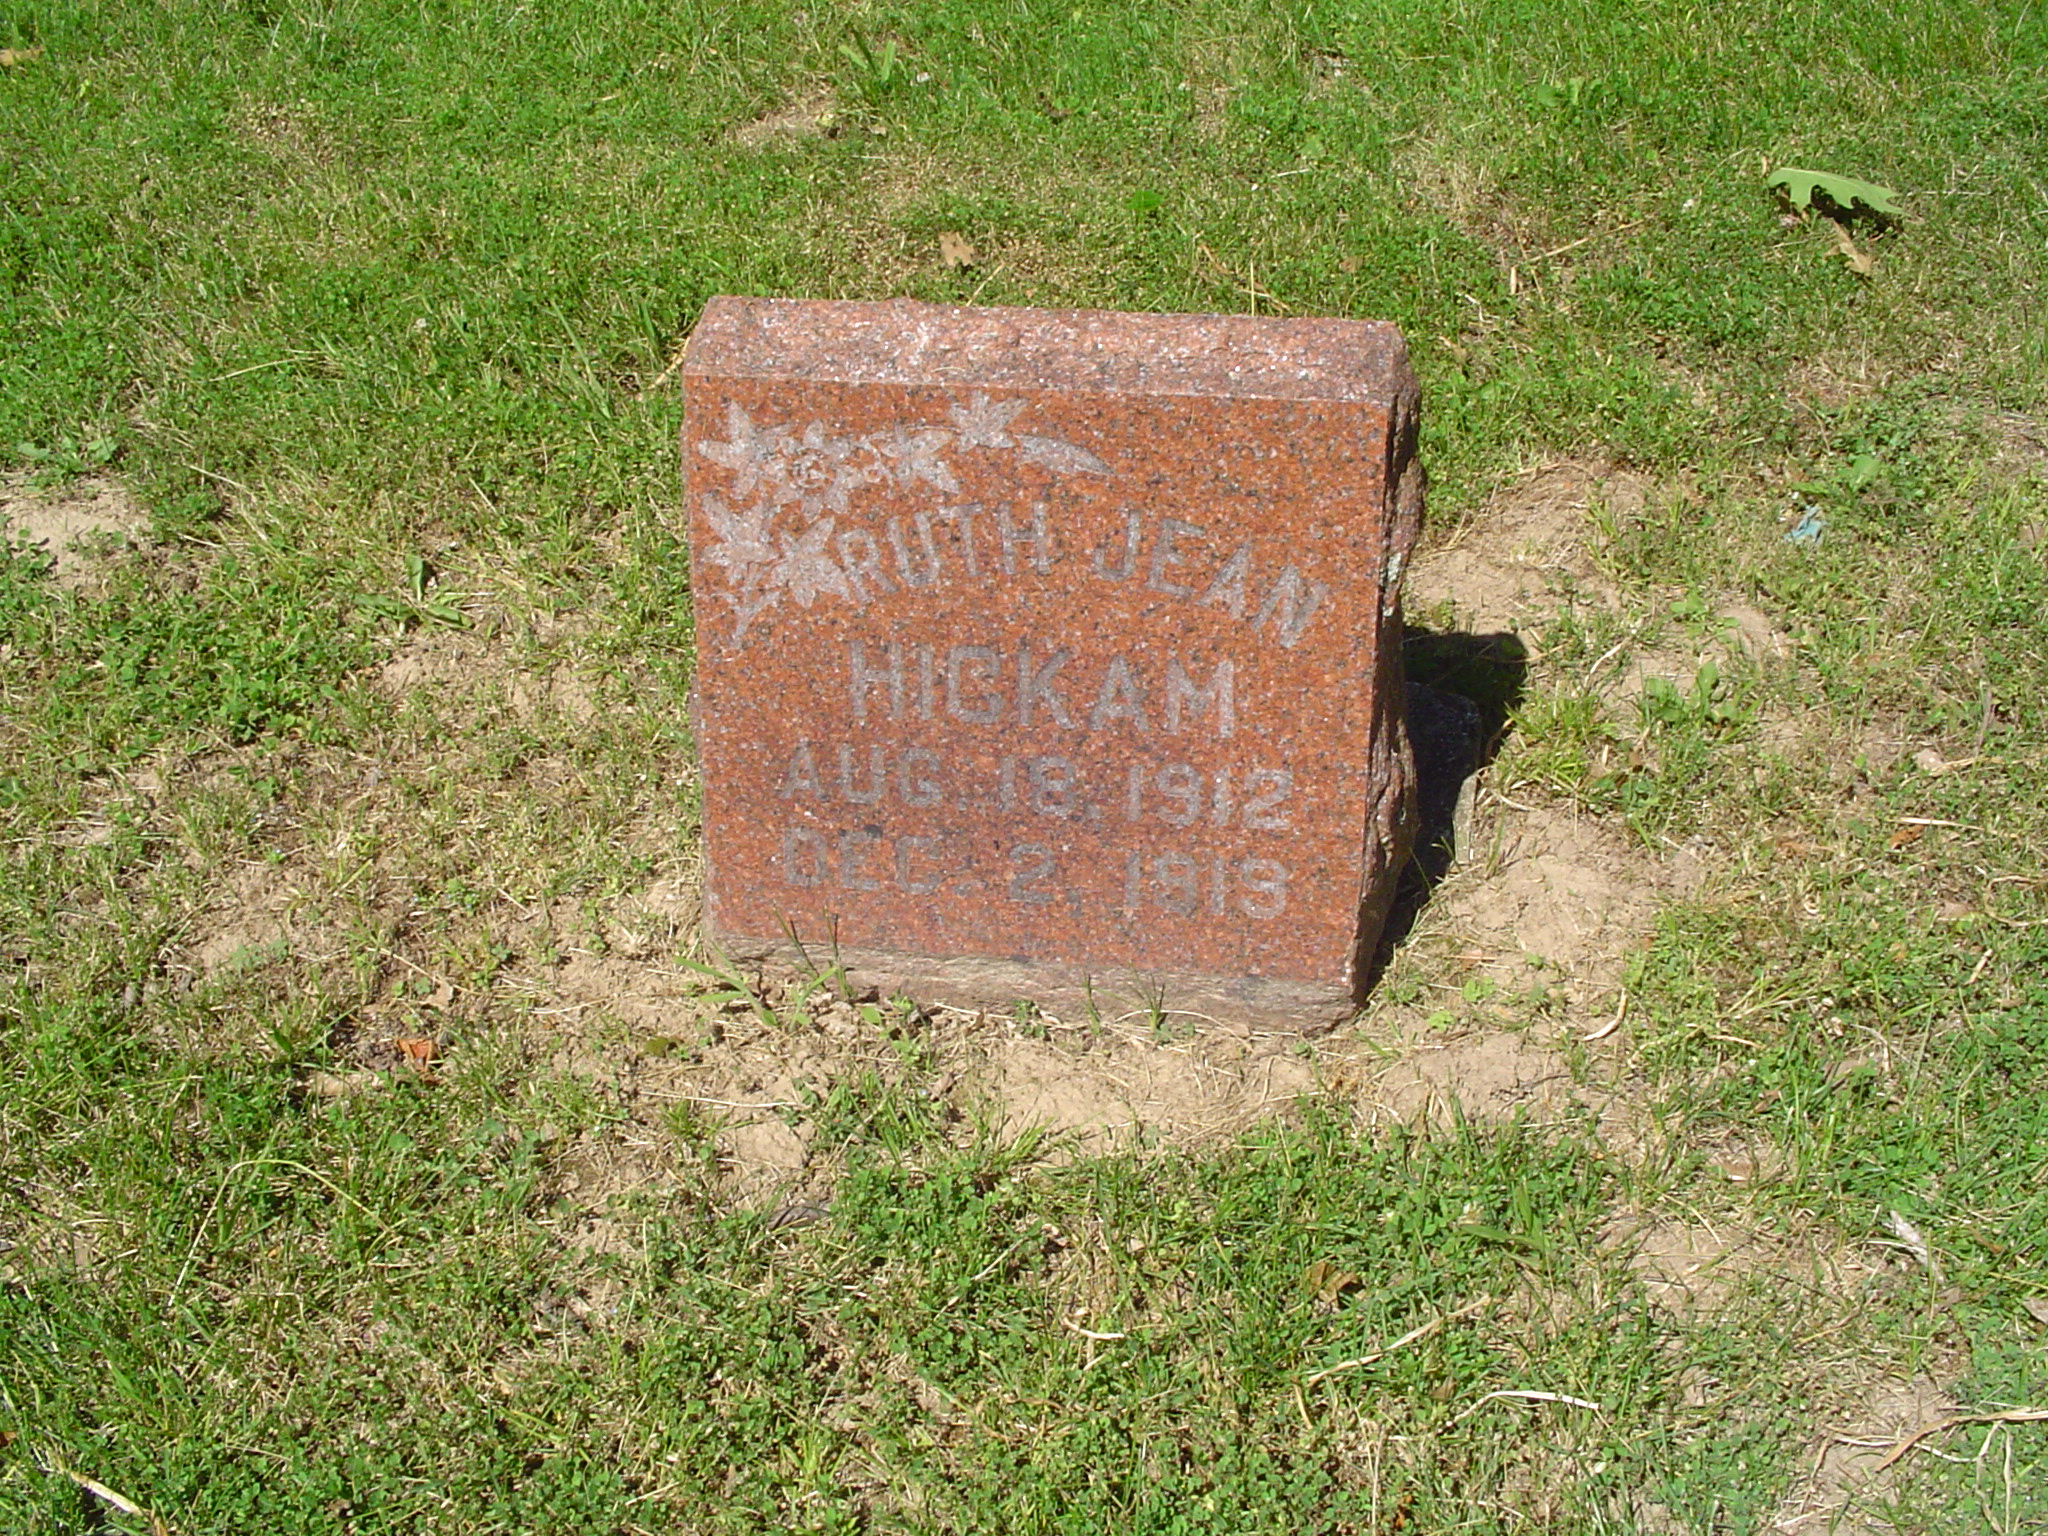 RUTH JEAN
HICKAM
AUG. 18, 1912
DEC. 2, 1913